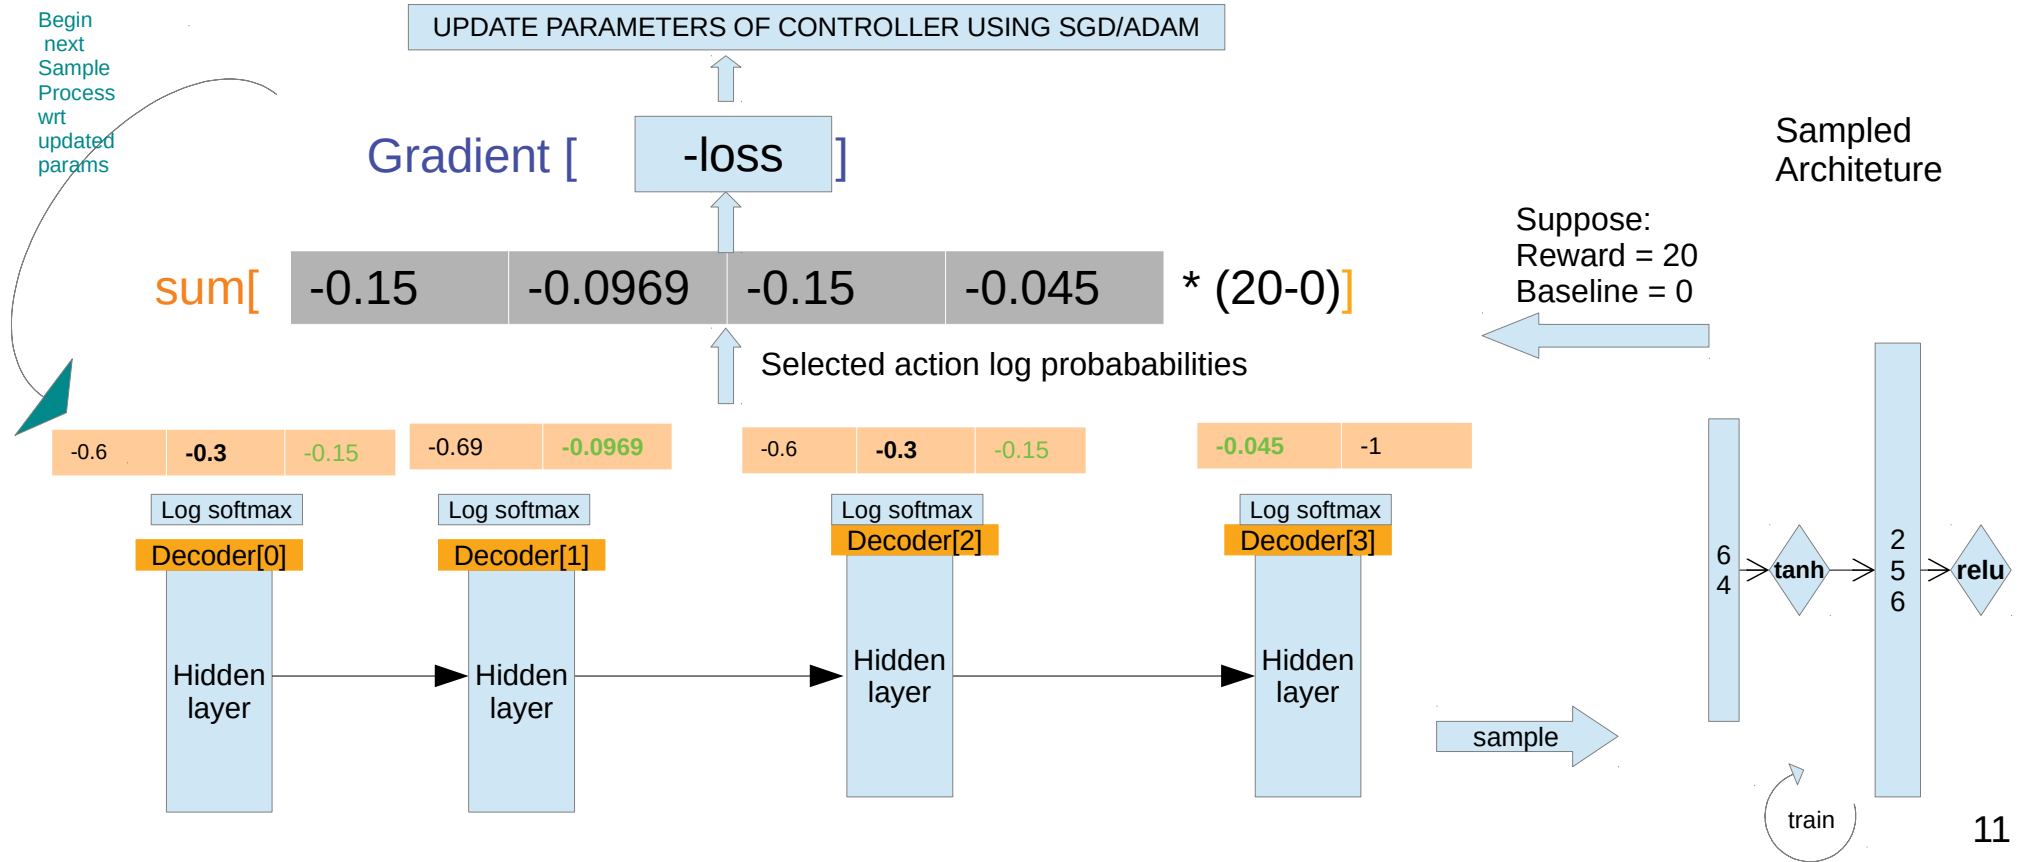 Begin
next
Sample
Process
wrt
updated
params
UPDATE PARAMETERS OF CONTROLLER USING SGD/ADAM
Gradient [ -loss ]
Sampled
Architeture
Suppose:
Reward = 20
Baseline = 0
sum[ -0.15 -0.0969 -0.15 -0.045 * (20-0)]
Selected action log probababilities
-0.6 -0.3 -0.15 -0.69 -0.0969 -0.6 -0.3 -0.15 -0.045 -1
Log softmax Log softmax Log softmax Log softmax
Decoder[0] Decoder[1] Decoder[2] Decoder[3]
Hidden
layer
Hidden
layer
Hidden
layer
Hidden
layer
sample
6
4
tanh
2
5
6
relu
train
11